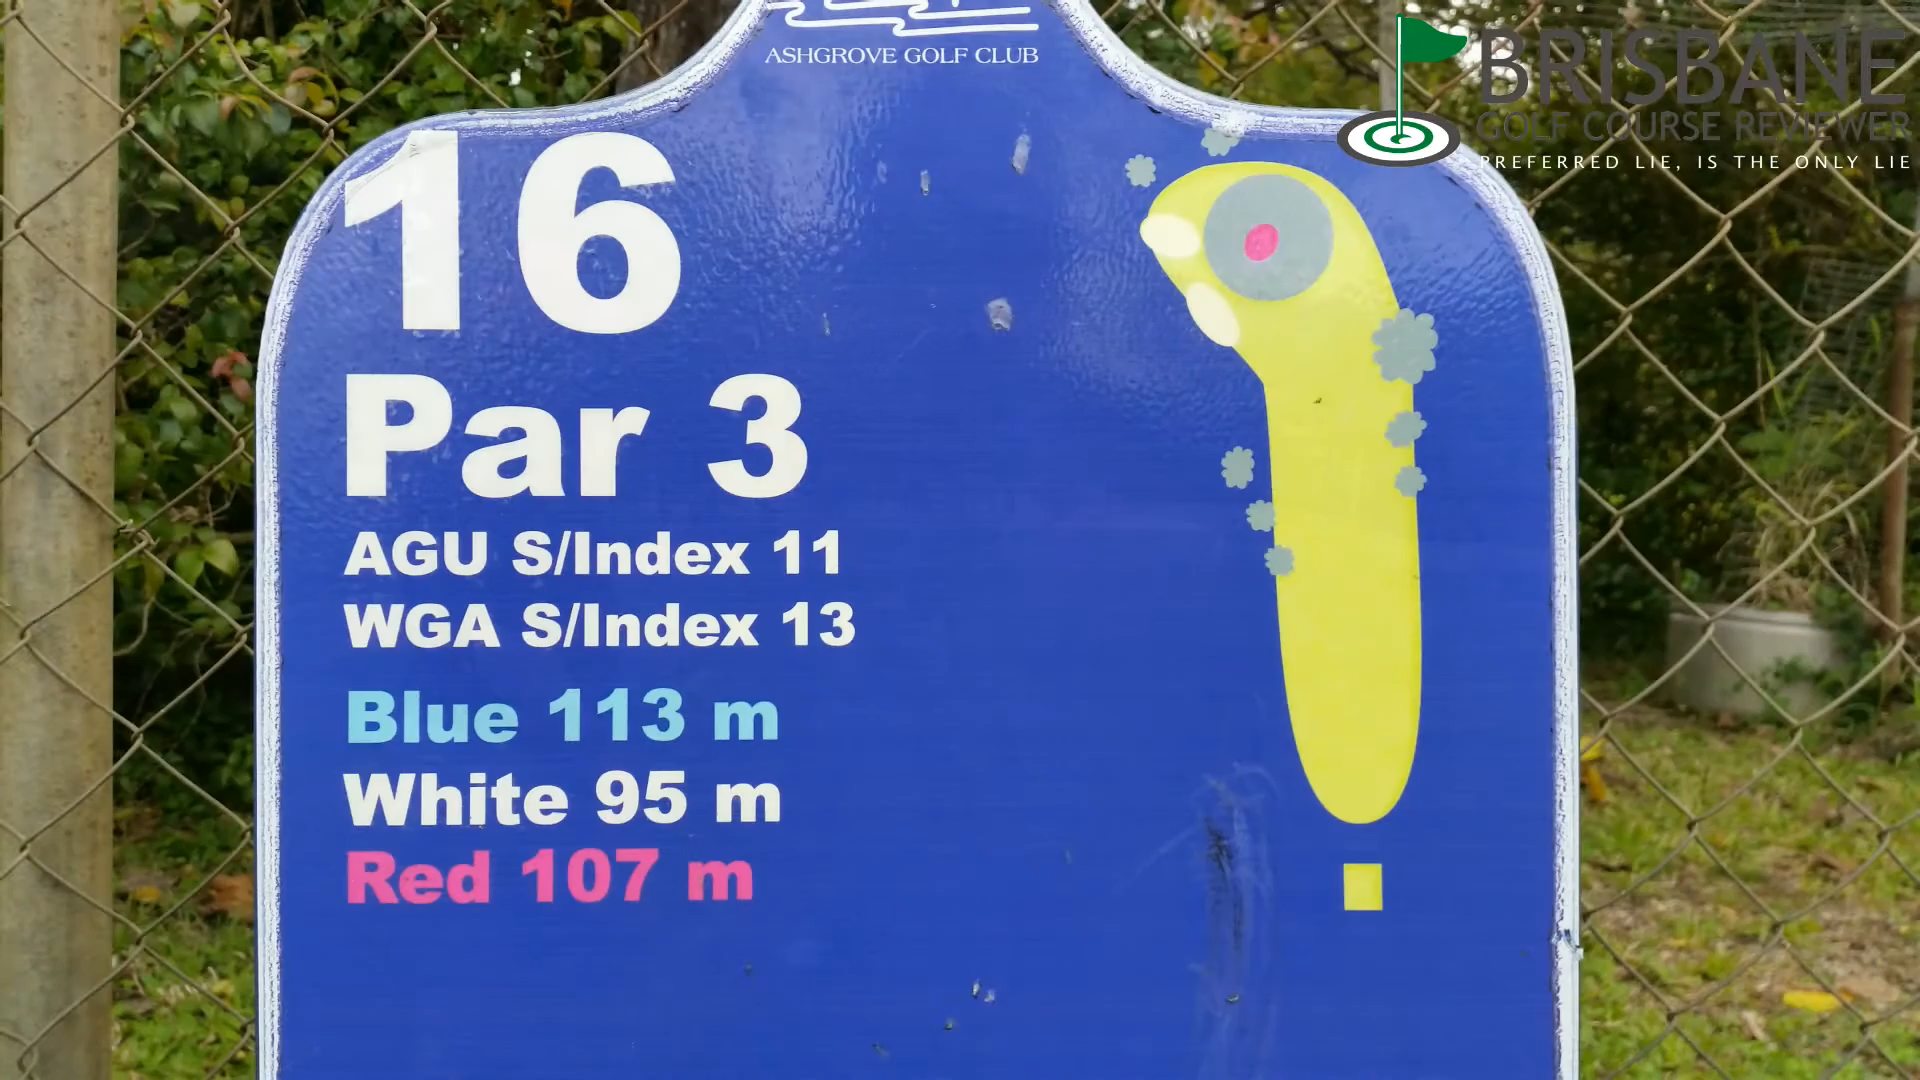 ASHGROVE GOLF CLUB
BRISBANE
GOLF COURSE REVIEWER
PREFERRED LIE, IS THE ONLY LIE
16
Par 3
AGU S/Index 11
WGA S/Index 13
Blue 113 m
White 95 m
Red 107 m